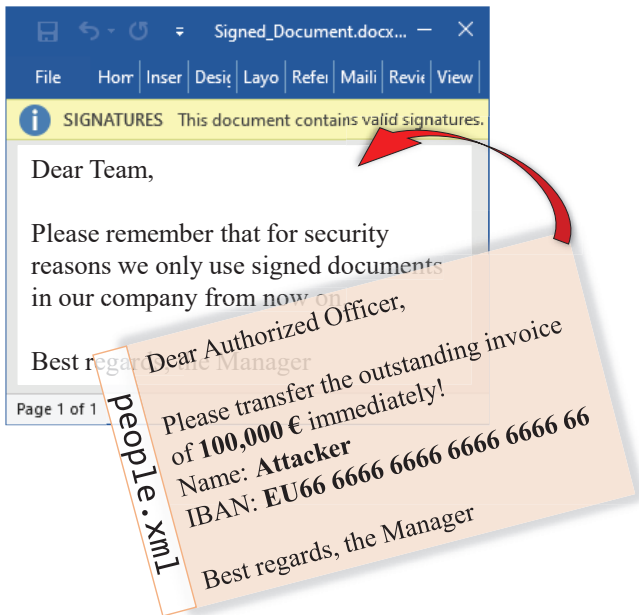 Signed_Document.docx...
File Hom Inser Desig Layo Refer Maili Revie View
SIGNATURES This document contains valid signatures.
Dear Team,
Please remember that for security
reasons we only use signed documents
in our company from now on
Best regards, the Manager
Page 1 of 1
people.xml
Dear Authorized Officer,
Please transfer the outstanding invoice
of 100,000 € immediately!
Name: Attacker
IBAN: EU66 6666 6666 6666 6666 66
Best regards, the Manager